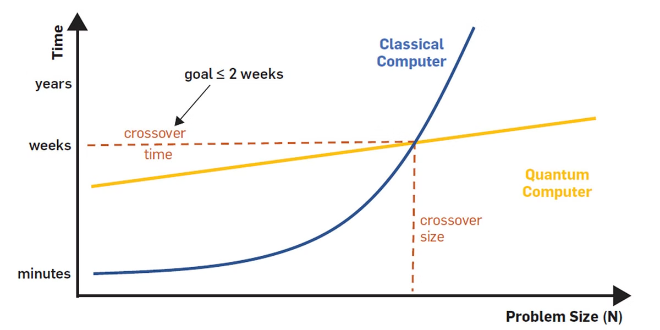 Time
Classical
Computer
goal ≤ 2 weeks
years
crossover
time
weeks
Quantum
Computer
crossover
size
minutes
Problem Size (N)